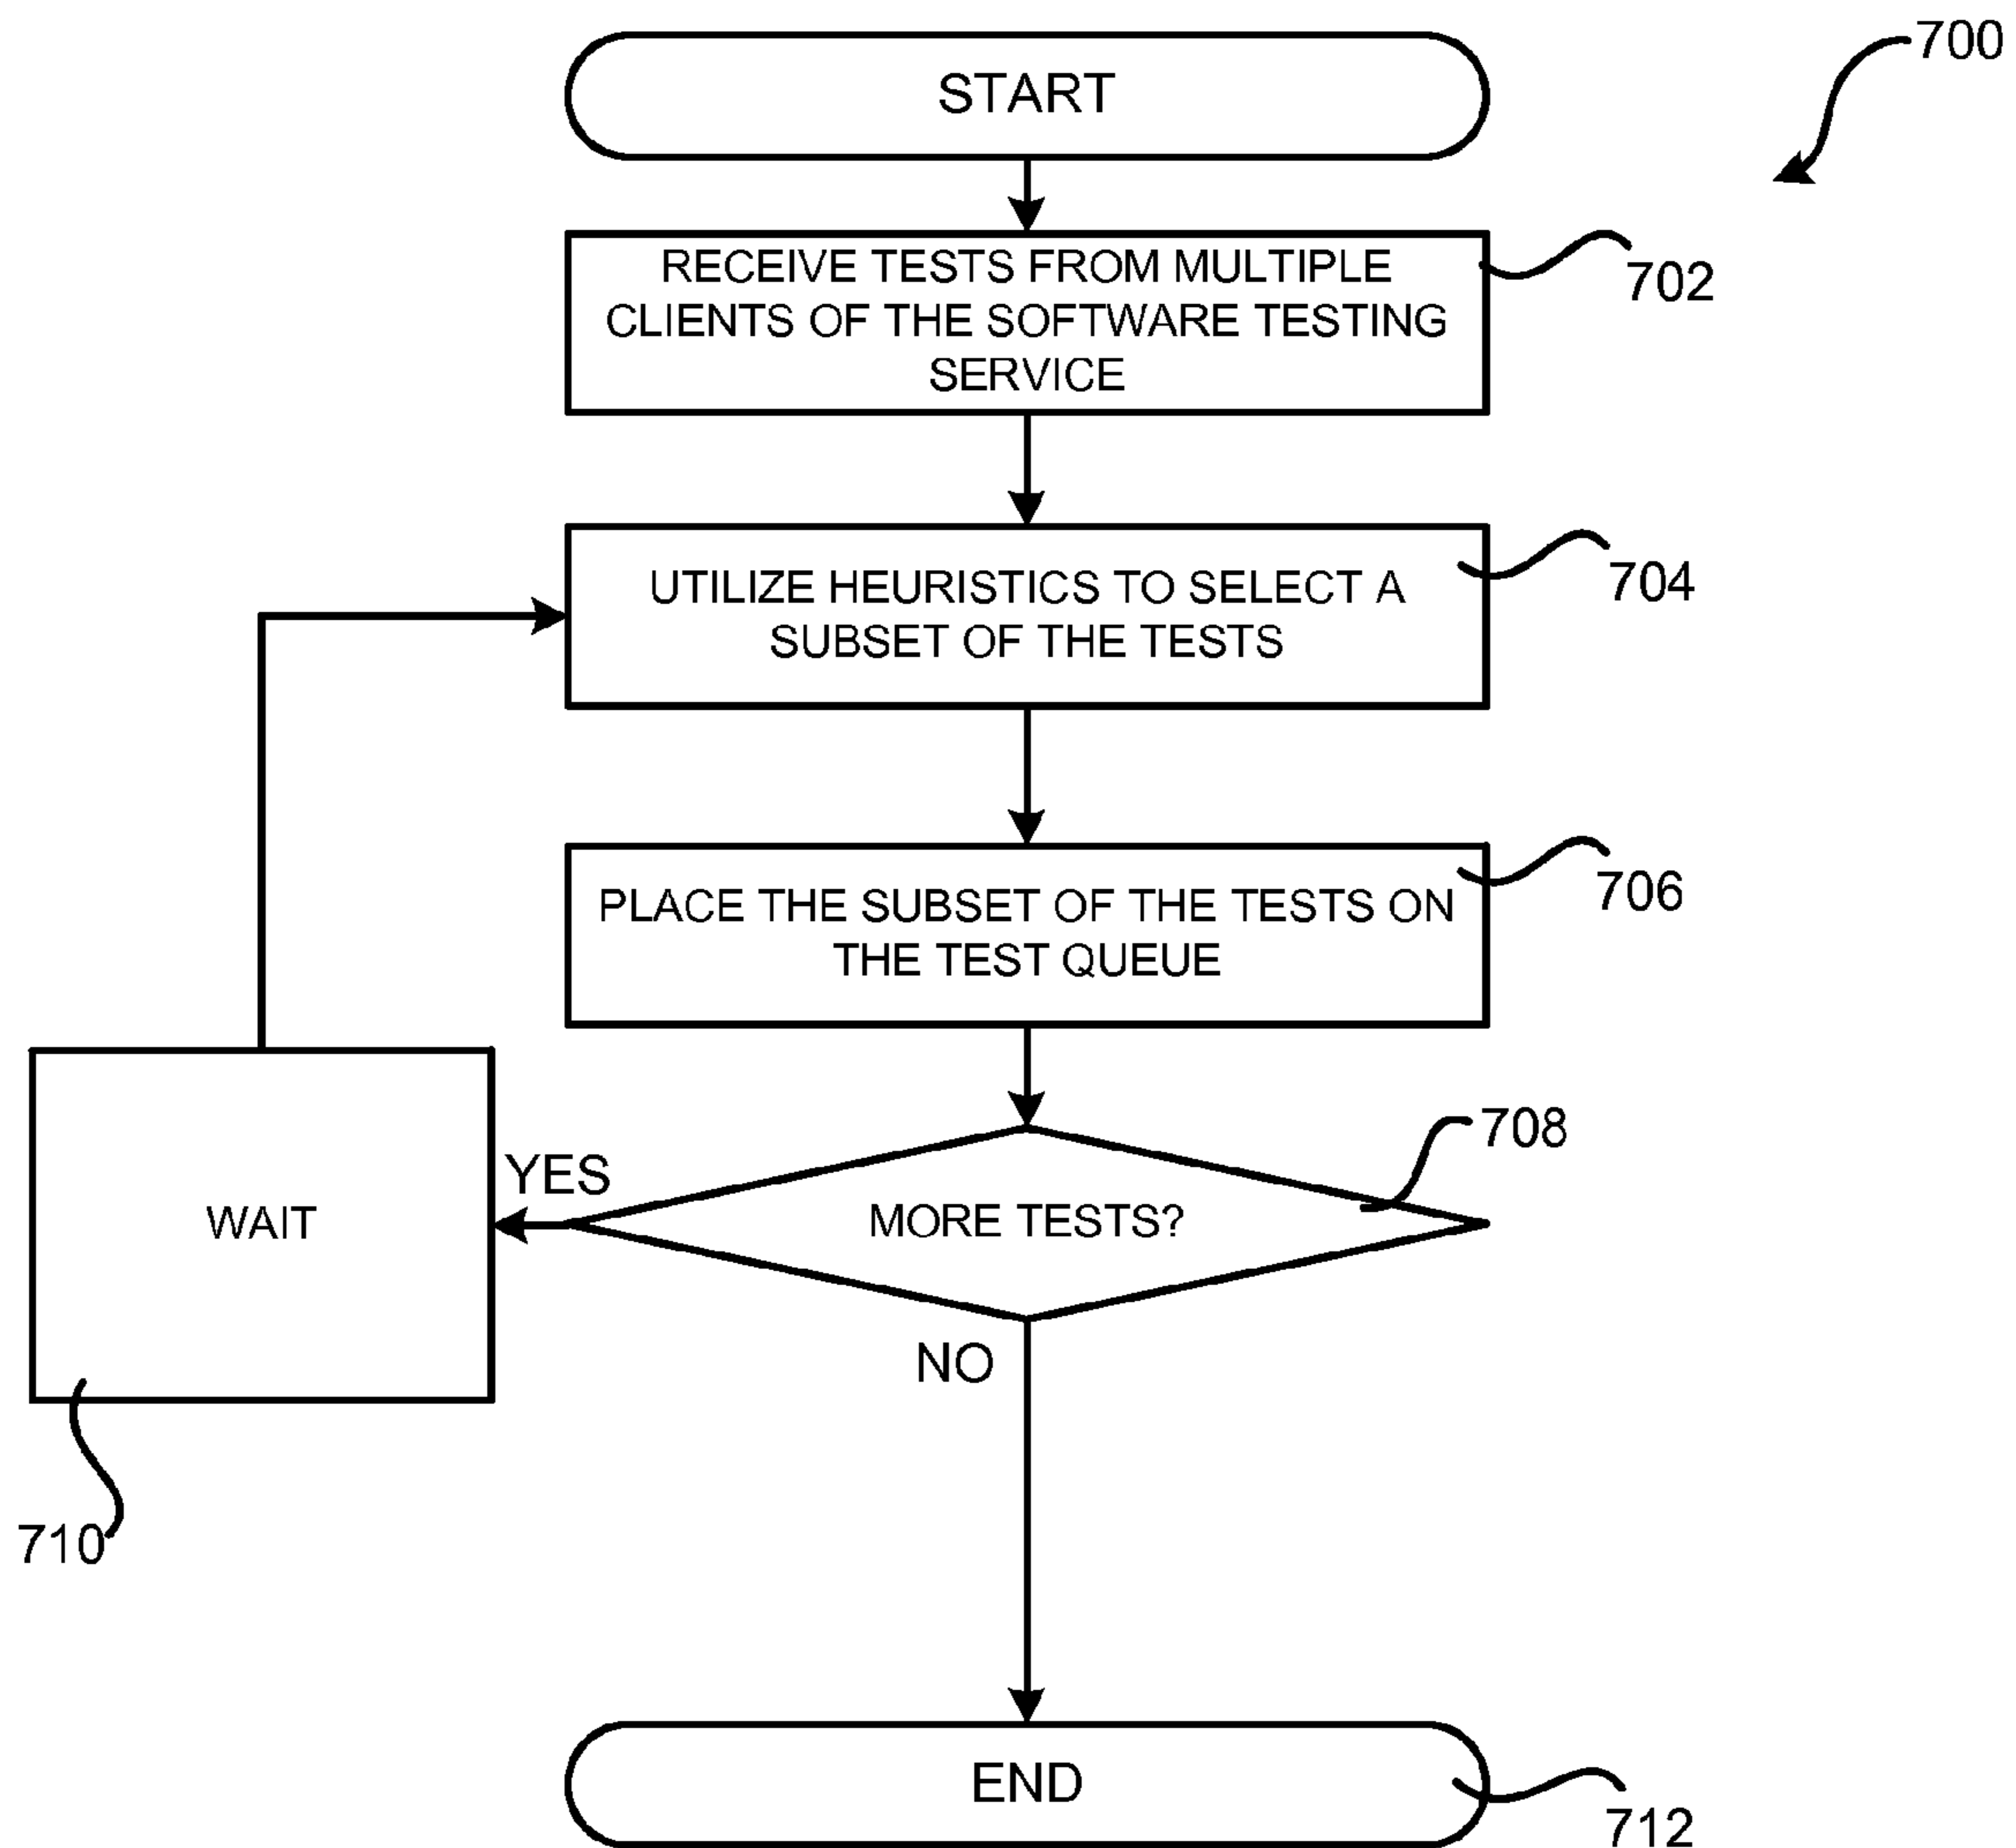 700
START
RECEIVE TESTS FROM MULTIPLE
CLIENTS OF THE SOFTWARE TESTING
SERVICE
702
UTILIZE HEURISTICS TO SELECT A
SUBSET OF THE TESTS
704
PLACE THE SUBSET OF THE TESTS ON
THE TEST QUEUE
706
708
MORE TESTS?
YES
WAIT
710
NO
END
712